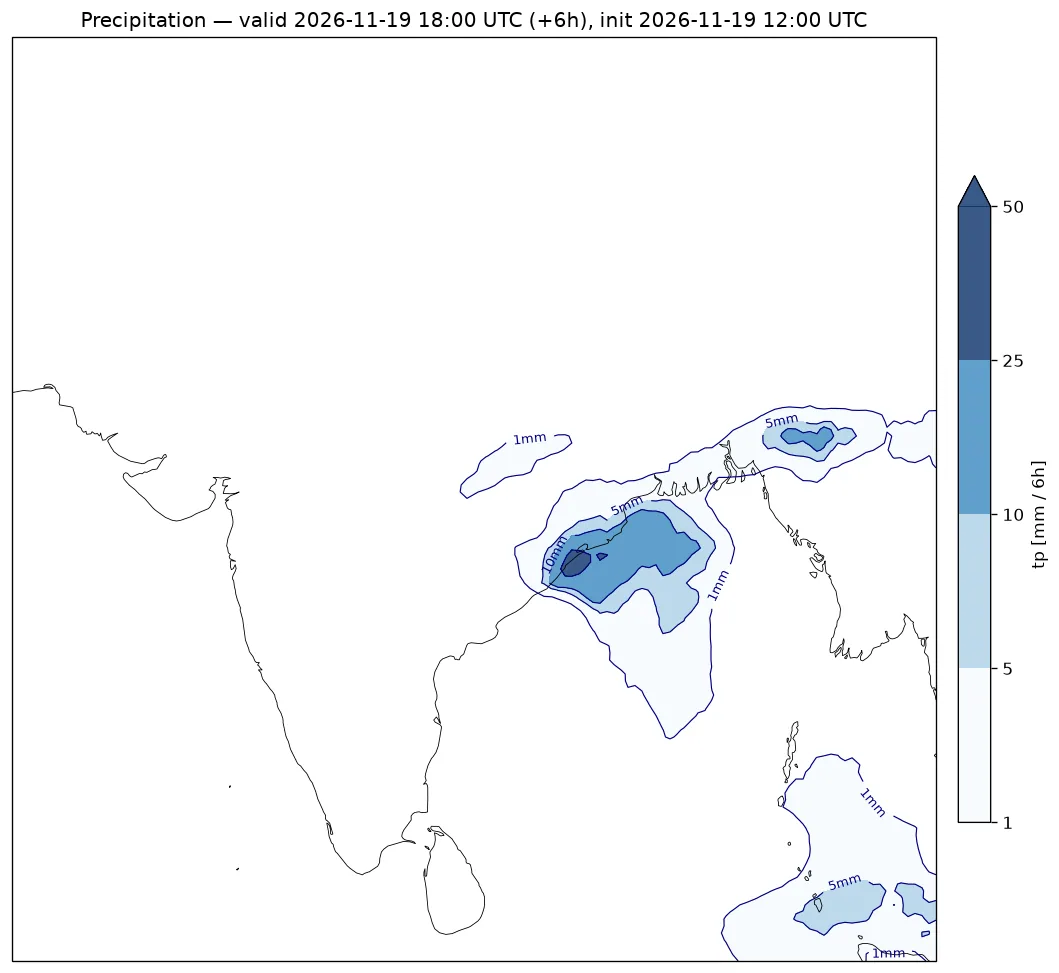 Precipitation — valid 2026-11-19 18:00 UTC (+6h), init 2026-11-19 12:00 UTC
50
25
10
5
1
tp [mm / 6h]
1mm
5mm
5mm
10mm
1mm
1mm
5mm
1mm